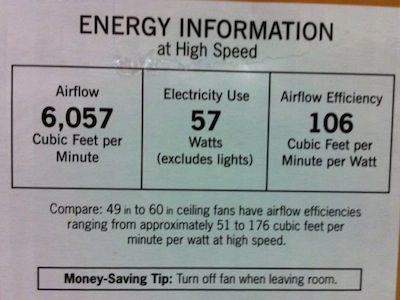 ENERGY INFORMATION
at High Speed
Airflow
6,057
Cubic Feet per
Minute
Electricity Use
57
Watts
(excludes lights)
Airflow Efficiency
106
Cubic Feet per
Minute per Watt
Compare: 49 in to 60 in ceiling fans have airflow efficiencies
ranging from approximately 51 to 176 cubic feet per
minute per watt at high speed.
Money-Saving Tip: Turn off fan when leaving room.